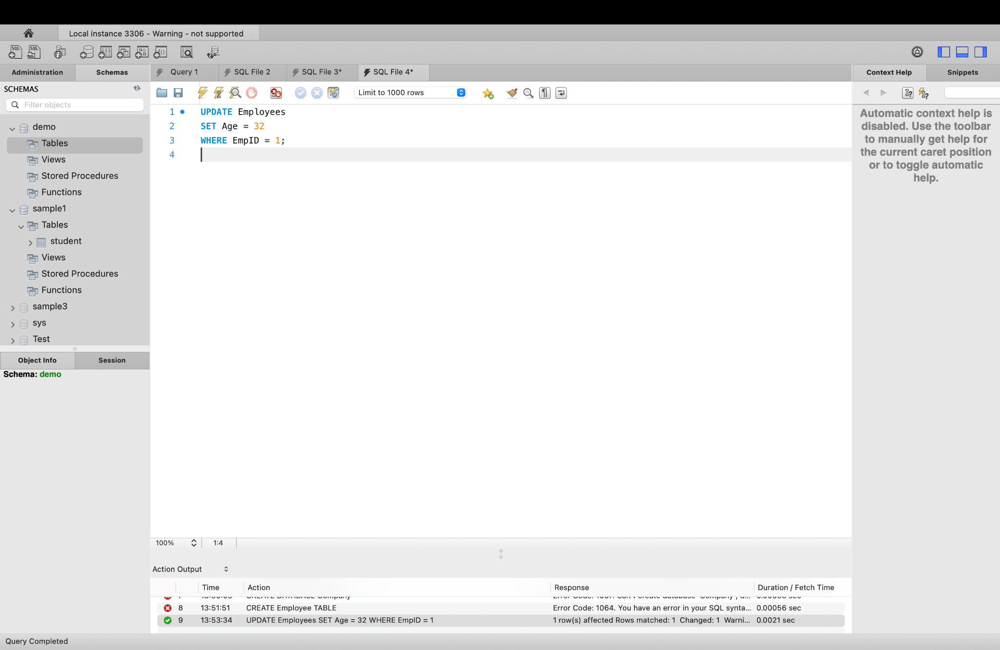 Local instance 3306 - Warning - not supported
Administration
Schemas
Query 1
SQL File 2
SQL File 3*
SQL File 4*
Context Help
Snippets
SCHEMAS
Filter objects
Limit to 1000 rows
demo
Tables
Views
Stored Procedures
Functions
sample1
Tables
student
Views
Stored Procedures
Functions
sample3
sys
Test
Object Info
Session
Schema: demo
1 UPDATE Employees
2 SET Age = 32
3 WHERE EmpID = 1;
4
Automatic context help is
disabled. Use the toolbar
to manually get help for
the current caret position
or to toggle automatic
help.
100%
1:4
Action Output
Time Action Response Duration / Fetch Time
8 13:51:51 CREATE Employee TABLE Error Code: 1064. You have an error in your SQL synta... 0.00056 sec
9 13:53:34 UPDATE Employees SET Age = 32 WHERE EmpID = 1 1 row(s) affected Rows matched: 1 Changed: 1 Warni... 0.0021 sec
Query Completed